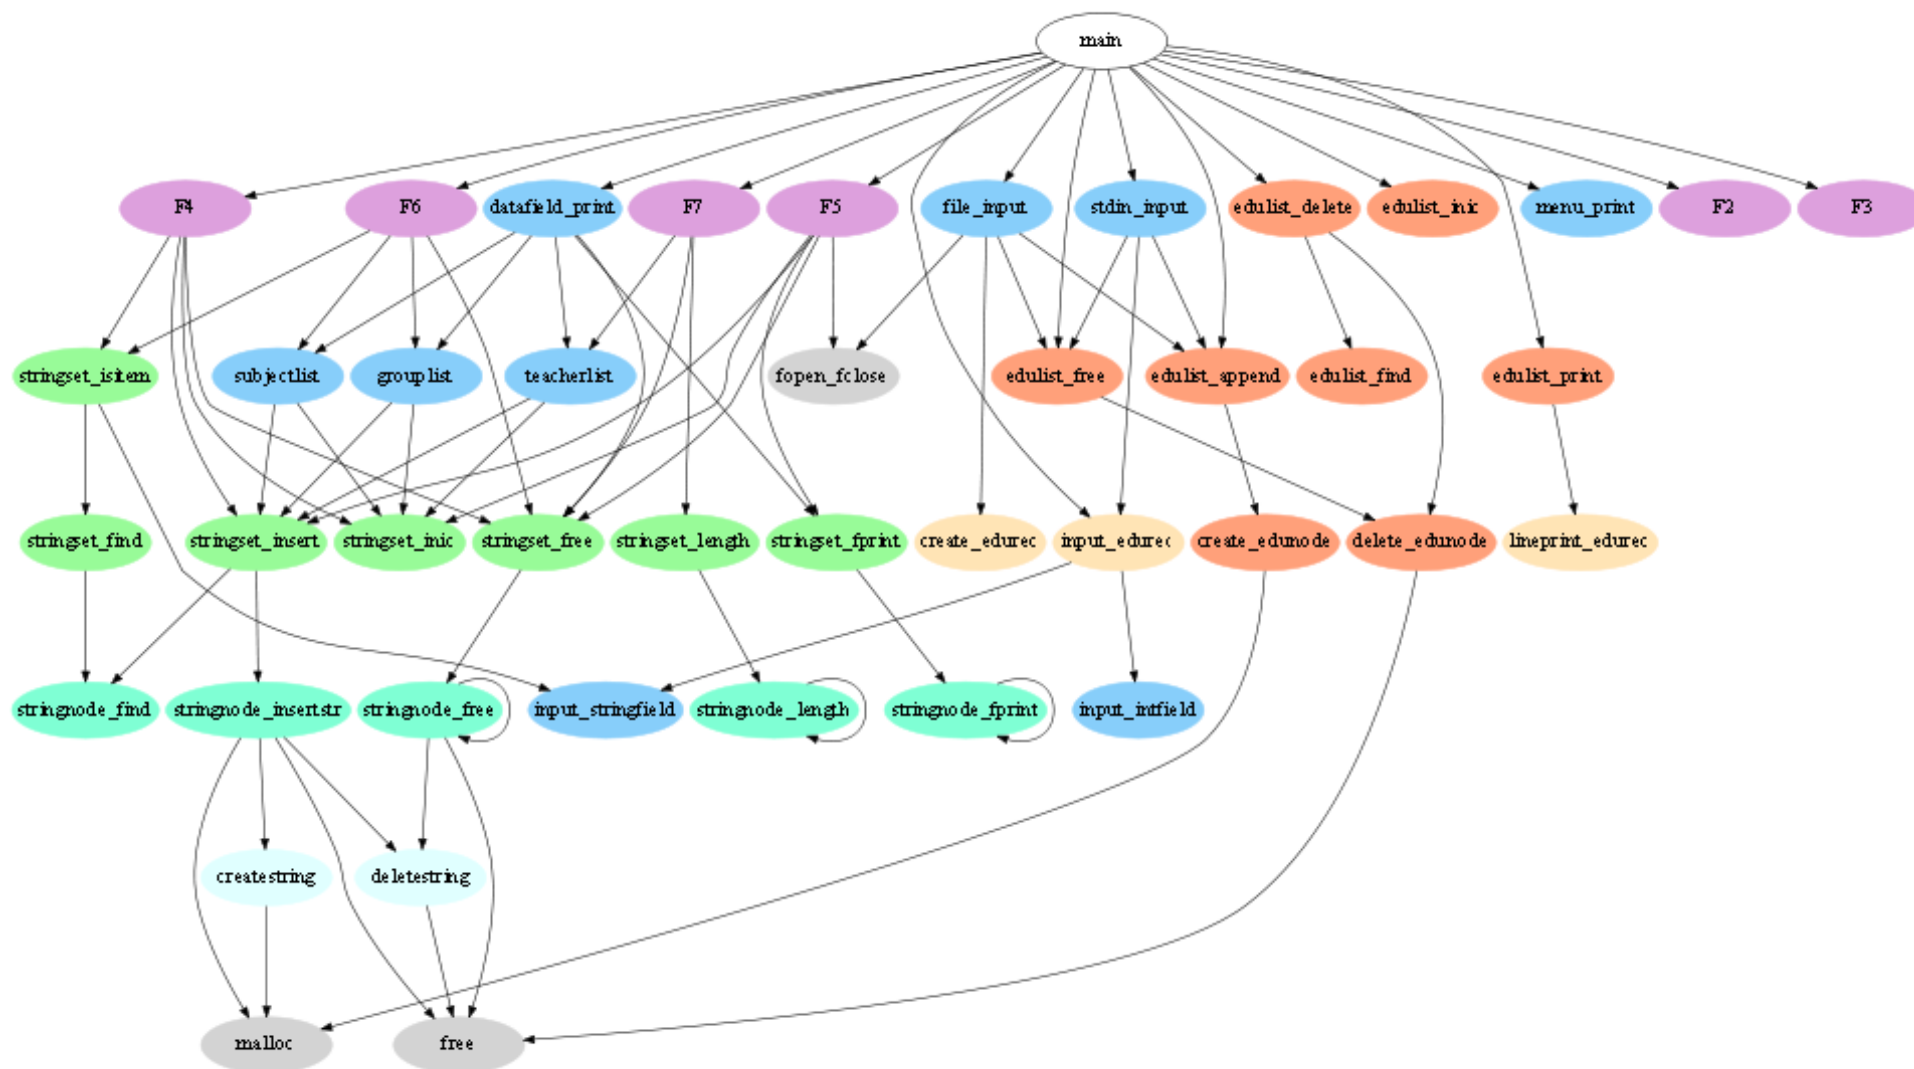 main
F4
F6
datafield_print
F7
F5
file_input
stdin_input
edulist_delete
edulist_inic
menu_print
F2
F3
stringset_isitem
subjectlist
grouplist
teacherlist
fopen_fclose
edulist_free
edulist_append
edulist_find
edulist_print
stringset_find
stringset_insert
stringset_inic
stringset_free
stringset_length
stringset_fprint
create_edurec
input_edurec
create_edunode
delete_edunode
lineprint_edurec
stringnode_find
stringnode_insertstr
stringnode_free
input_stringfield
stringnode_length
stringnode_fprint
input_intfield
createstring
deletestring
malloc
free